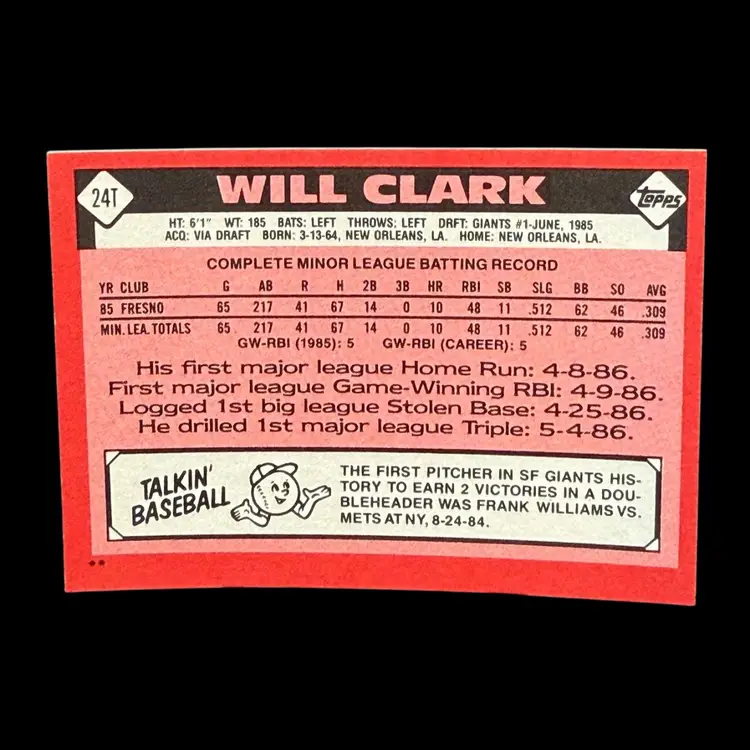 24T WILL CLARK Topps
HT: 6'1" WT: 185 BATS: LEFT THROWS: LEFT DRFT: GIANTS #1-JUNE, 1985
ACQ: VIA DRAFT BORN: 3-13-64, NEW ORLEANS, LA. HOME: NEW ORLEANS, LA.
COMPLETE MINOR LEAGUE BATTING RECORD
YR CLUB G AB R H 2B 3B HR RBI SB SLG BB SO AVG
85 FRESNO 65 217 41 67 14 0 10 48 11 .512 62 46 .309
MIN.LEA.TOTALS 65 217 41 67 14 0 10 48 11 .512 62 46 .309
GW-RBI (1985): 5 GW-RBI (CAREER): 5
His first major league Home Run: 4-8-86.
First major league Game-Winning RBI: 4-9-86.
Logged 1st big league Stolen Base: 4-25-86.
He drilled 1st major league Triple: 5-4-86.
TALKIN'
BASEBALL
THE FIRST PITCHER IN SF GIANTS HIS-
TORY TO EARN 2 VICTORIES IN A DOU-
BLEHEADER WAS FRANK WILLIAMS VS.
METS AT NY, 8-24-84.